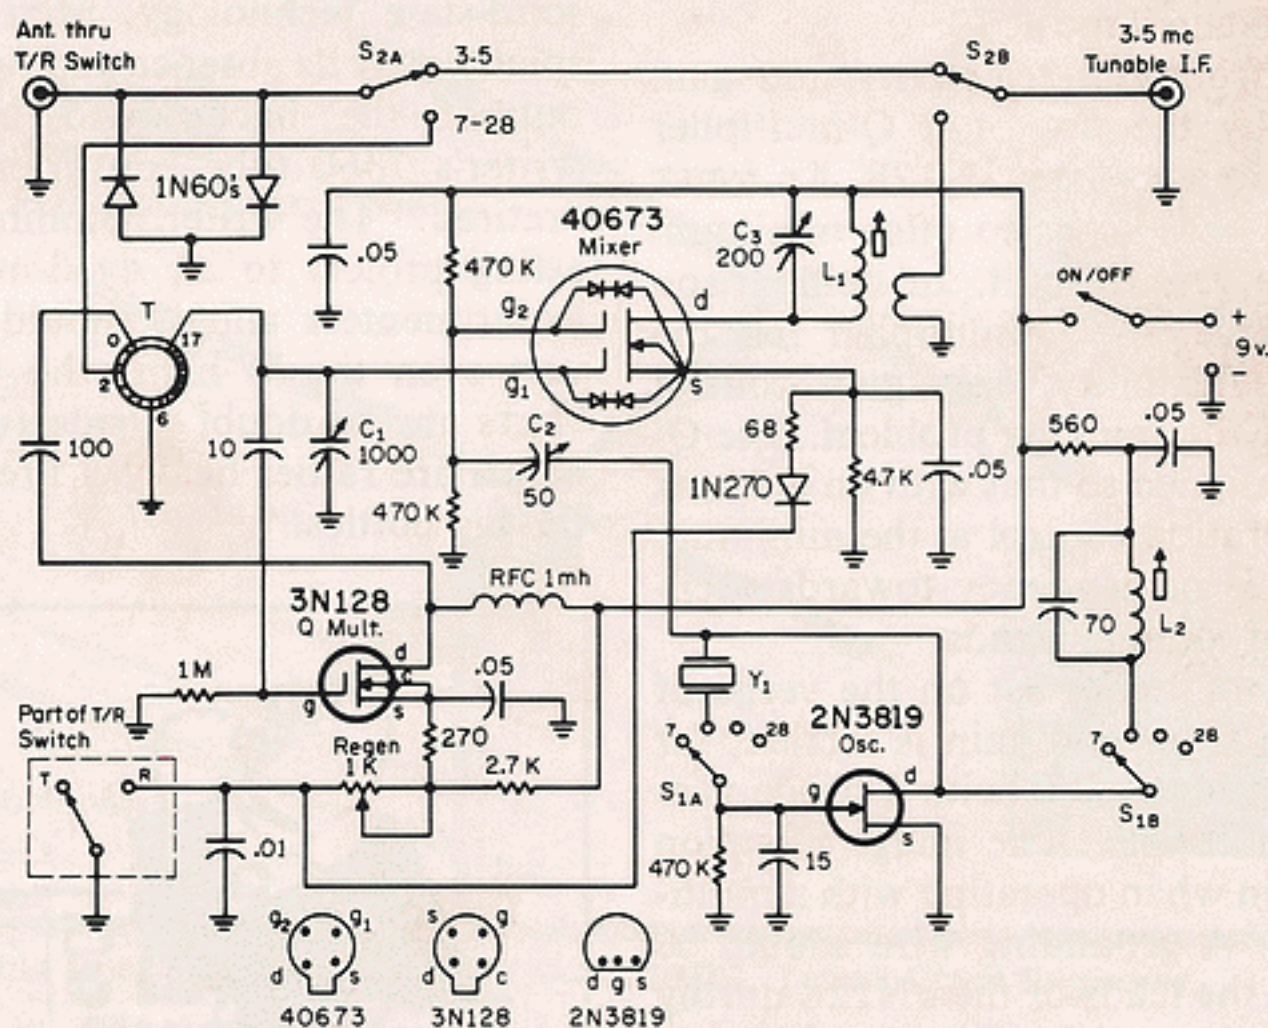 Ant. thru
T/R Switch
S2A
3.5
7-28
S2B
3.5 mc
Tunable I.F.
1N60's
.05
470 K
40673
Mixer
g2
g1
d
s
C3
200
L1
ON/OFF
+
9 v.
-
T
0
17
2
6
100
10
C1
1000
C2
50
470 K
68
1N270
4.7 K
.05
560
.05
RFC 1mh
3N128
Q Mult.
d
c
s
g
.05
1M
270
Regen
1 K
2.7 K
Part of T/R
Switch
T
R
.01
Y1
7
28
S1A
2N3819
Osc.
g
d
s
470 K
15
70
L2
7
28
S1B
g2
g1
d
s
40673
s
g
d
c
3N128
d g s
2N3819